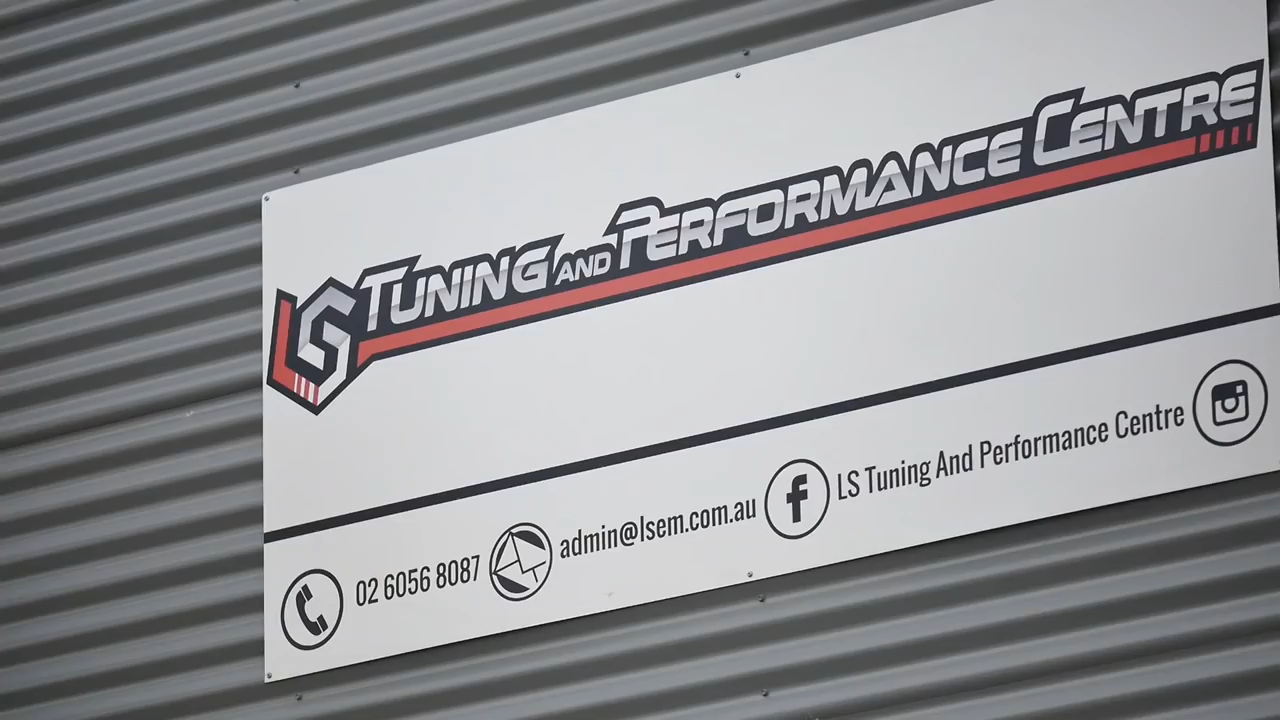 LS TUNING AND PERFORMANCE CENTRE
02 6056 8087 admin@lsem.com.au LS Tuning And Performance Centre